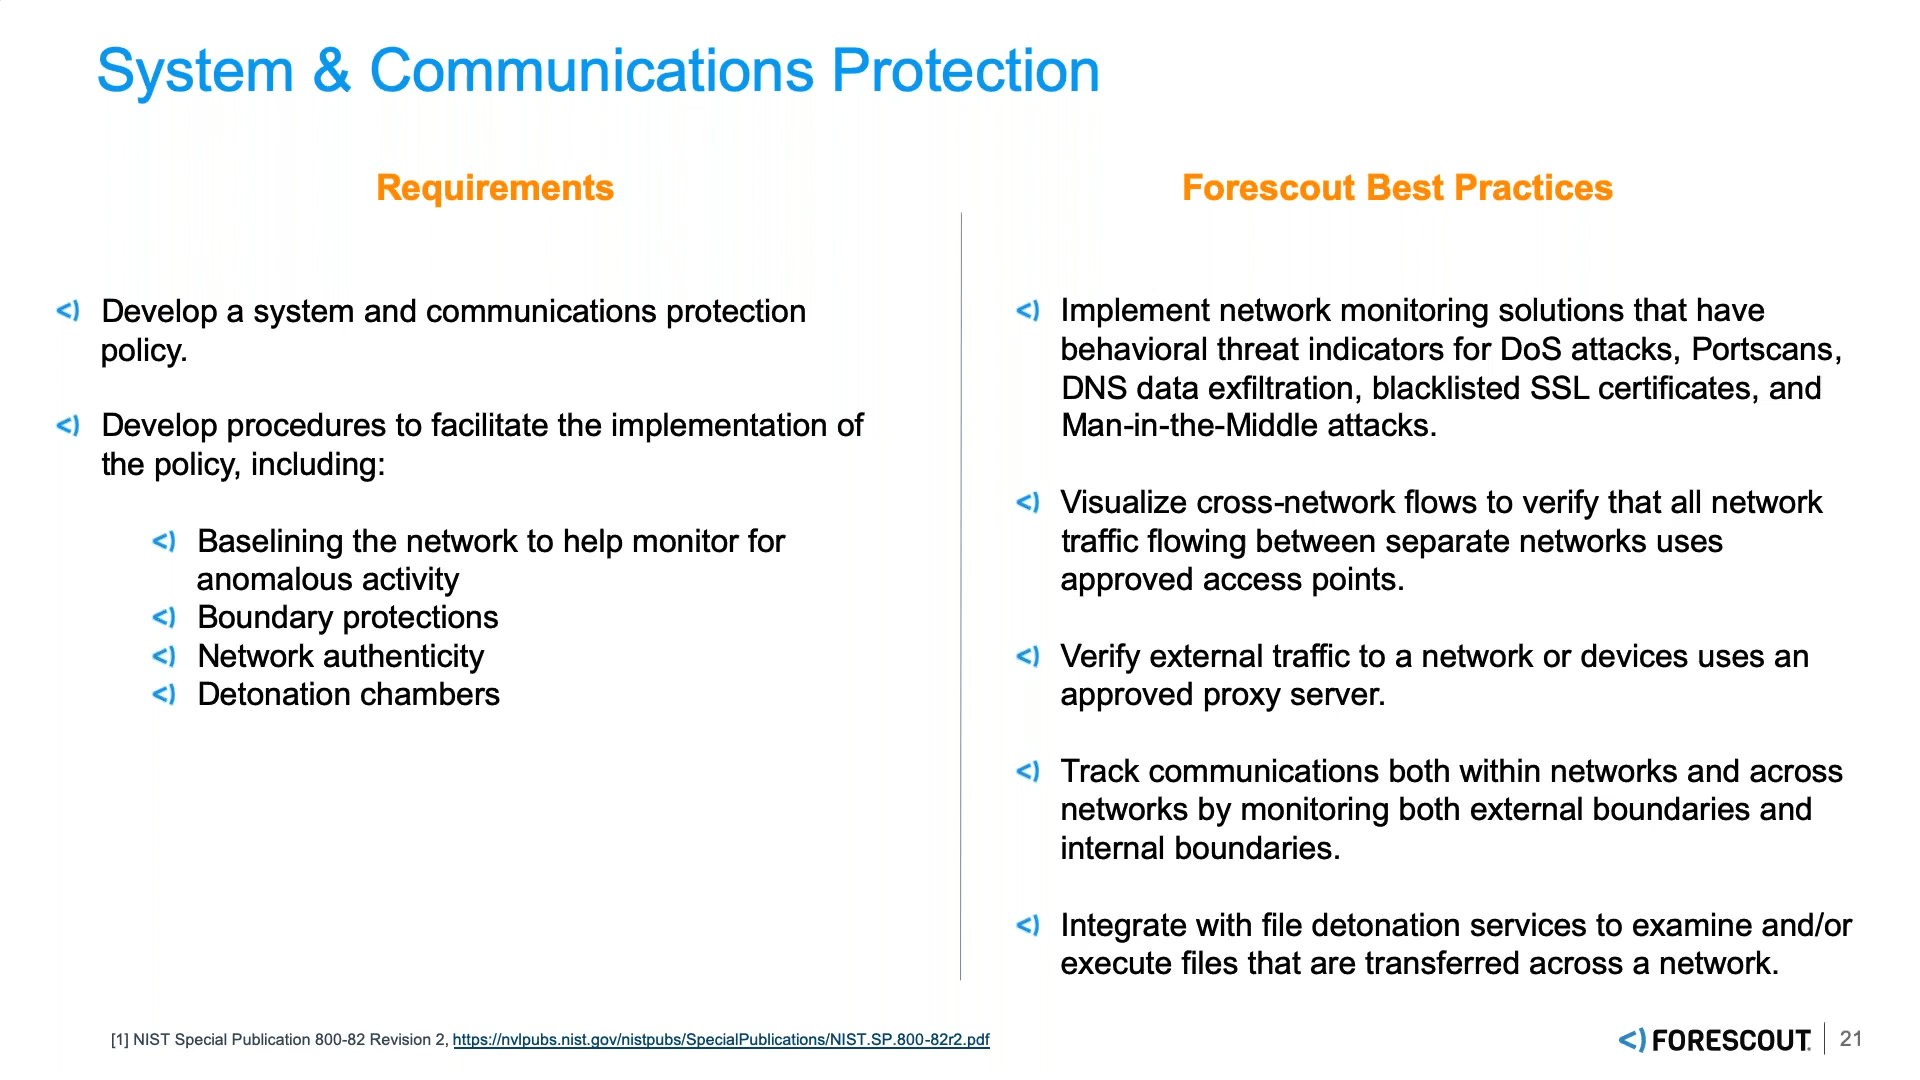 System & Communications Protection
Requirements
Develop a system and communications protection
policy.
Develop procedures to facilitate the implementation of
the policy, including:
Baselining the network to help monitor for
anomalous activity
Boundary protections
Network authenticity
Detonation chambers
Forescout Best Practices
Implement network monitoring solutions that have
behavioral threat indicators for DoS attacks, Portscans,
DNS data exfiltration, blacklisted SSL certificates, and
Man-in-the-Middle attacks.
Visualize cross-network flows to verify that all network
traffic flowing between separate networks uses
approved access points.
Verify external traffic to a network or devices uses an
approved proxy server.
Track communications both within networks and across
networks by monitoring both external boundaries and
internal boundaries.
Integrate with file detonation services to examine and/or
execute files that are transferred across a network.
[1] NIST Special Publication 800-82 Revision 2, https://nvlpubs.nist.gov/nistpubs/SpecialPublications/NIST.SP.800-82r2.pdf
FORESCOUT. 21